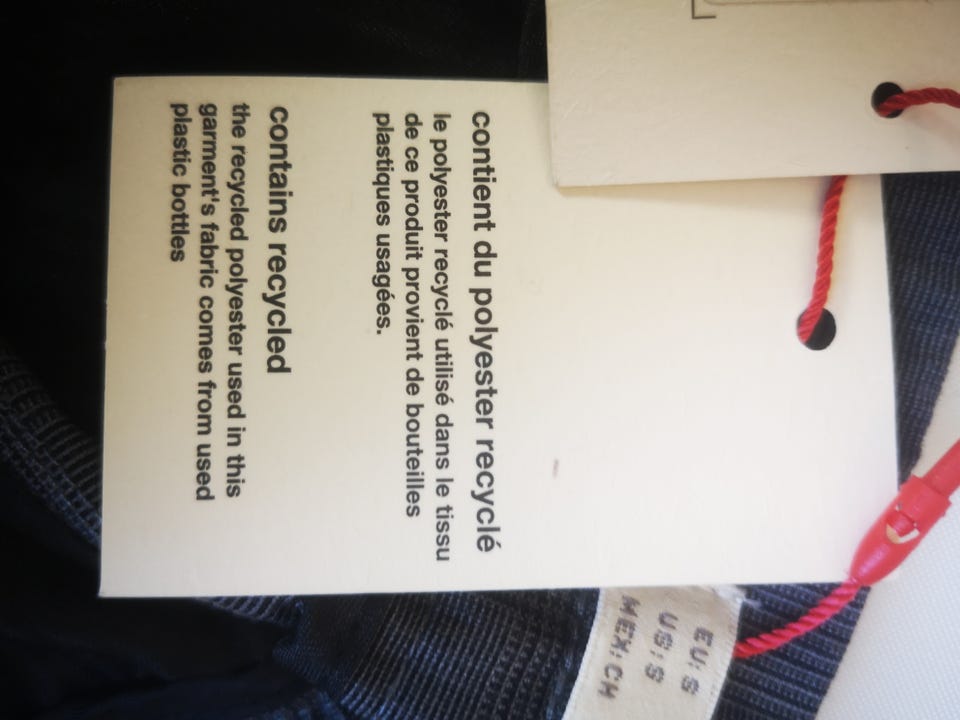 contient du polyester recyclé
le polyester recyclé utilisé dans le tissu
de ce produit provient de bouteilles
plastiques usagées.
contains recycled
the recycled polyester used in this
garment's fabric comes from used
plastic bottles
EU: S
US: S
MEX: CH